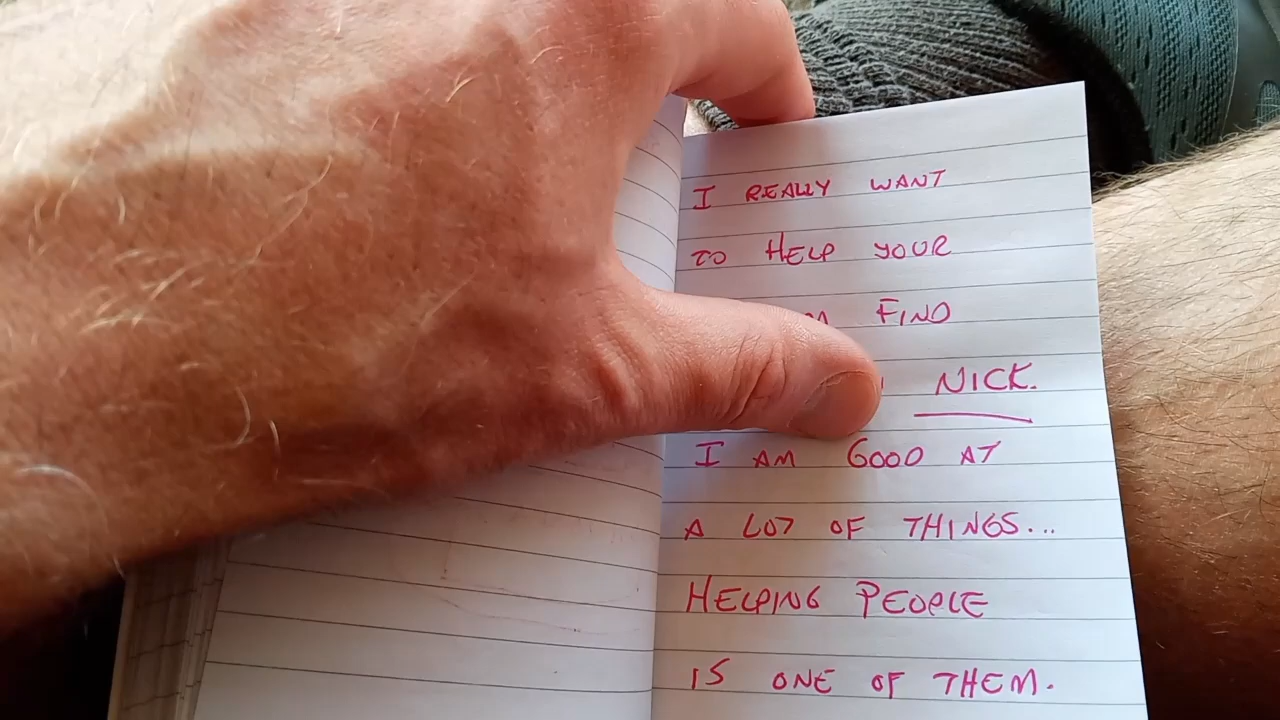 I REALLY WANT
TO HELP YOUR
FIND
NICK.
I AM GOOD AT
A LOT OF THINGS...
HELPING PEOPLE
IS ONE OF THEM.